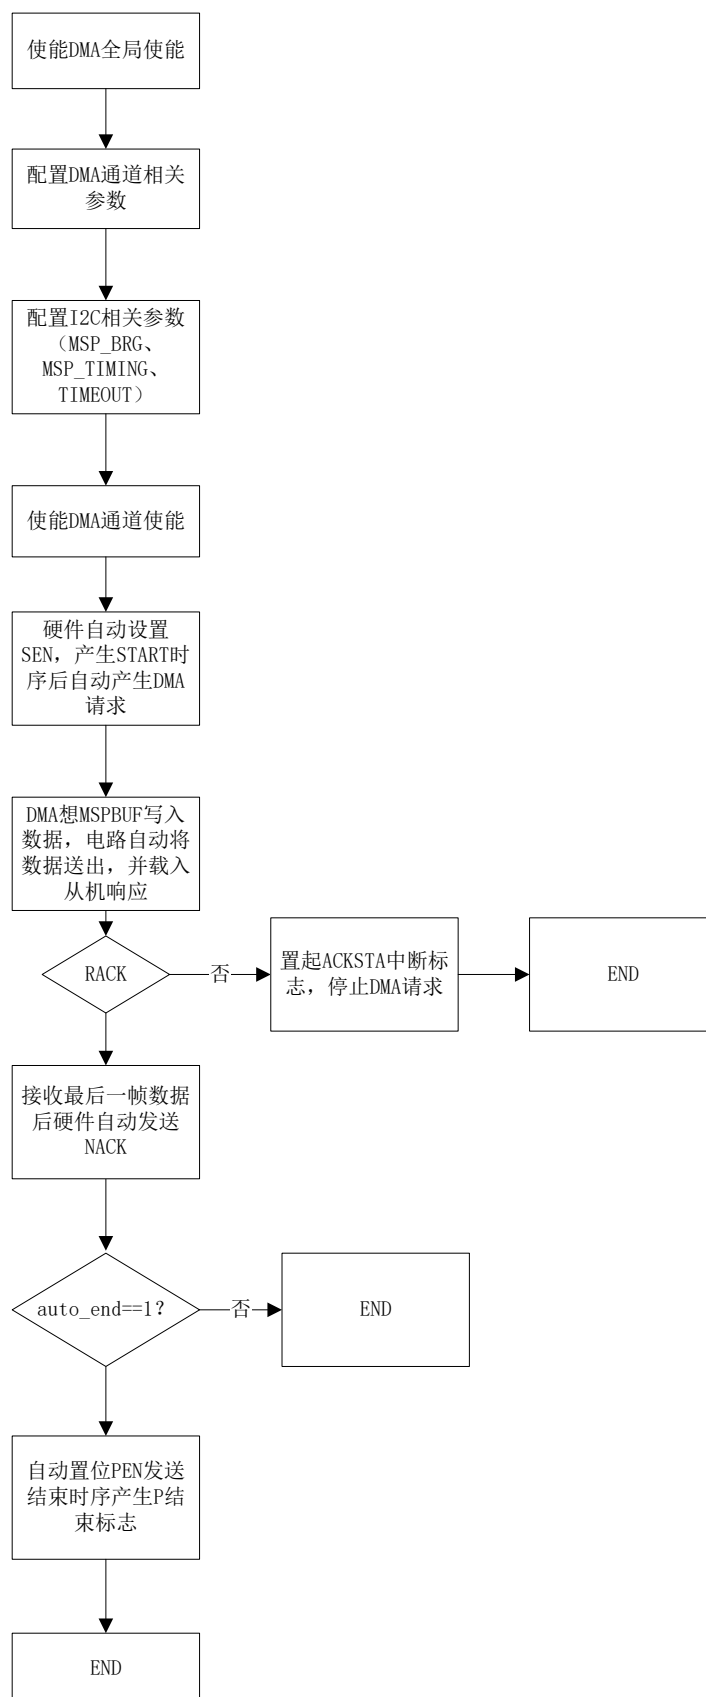 使能DMA全局使能
配置DMA通道相关
参数
配置I2C相关参数
（MSP_BRG、
MSP_TIMING、
TIMEOUT）
使能DMA通道使能
硬件自动设置
SEN，产生START时
序后自动产生DMA
请求
DMA想MSPBUF写入
数据，电路自动将
数据送出，并载入
从机响应
RACK
否
置起ACKSTA中断标
志，停止DMA请求
END
接收最后一帧数据
后硬件自动发送
NACK
auto_end==1?
否
END
自动置位PEN发送
结束时序产生P结
束标志
END